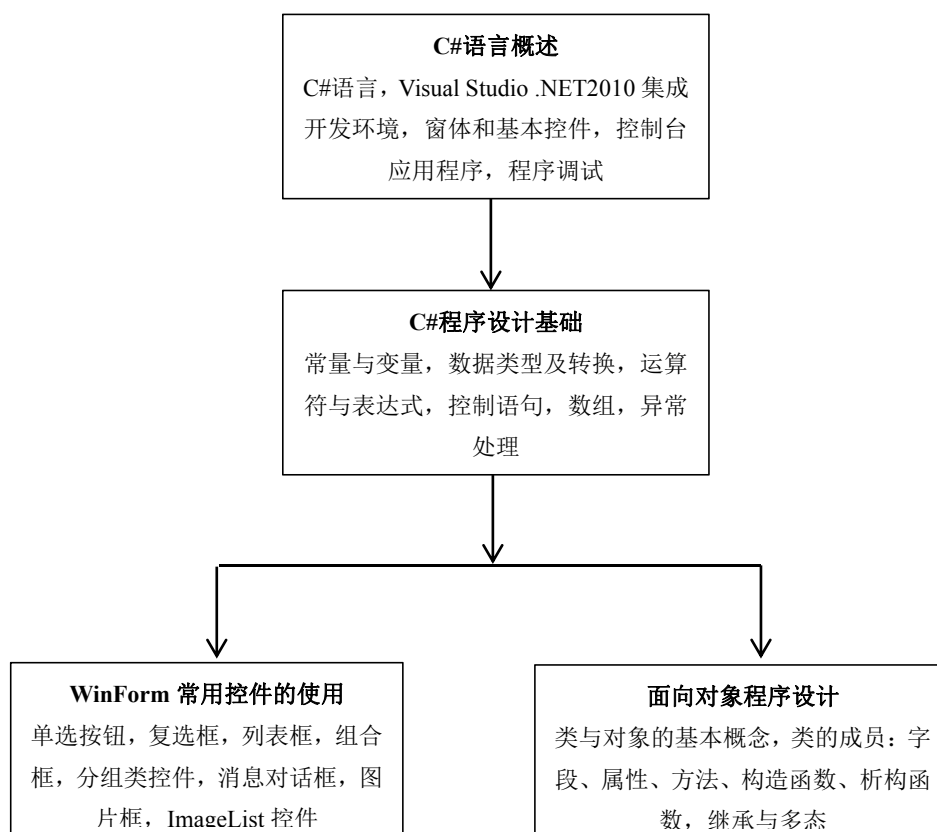 C#语言概述
C#语言，Visual Studio .NET2010 集成
开发环境，窗体和基本控件，控制台
应用程序，程序调试
C#程序设计基础
常量与变量，数据类型及转换，运算
符与表达式，控制语句，数组，异常
处理
WinForm 常用控件的使用
单选按钮，复选框，列表框，组合
框，分组类控件，消息对话框，图
片框，ImageList 控件
面向对象程序设计
类与对象的基本概念，类的成员：字
段、属性、方法、构造函数、析构函
数，继承与多态